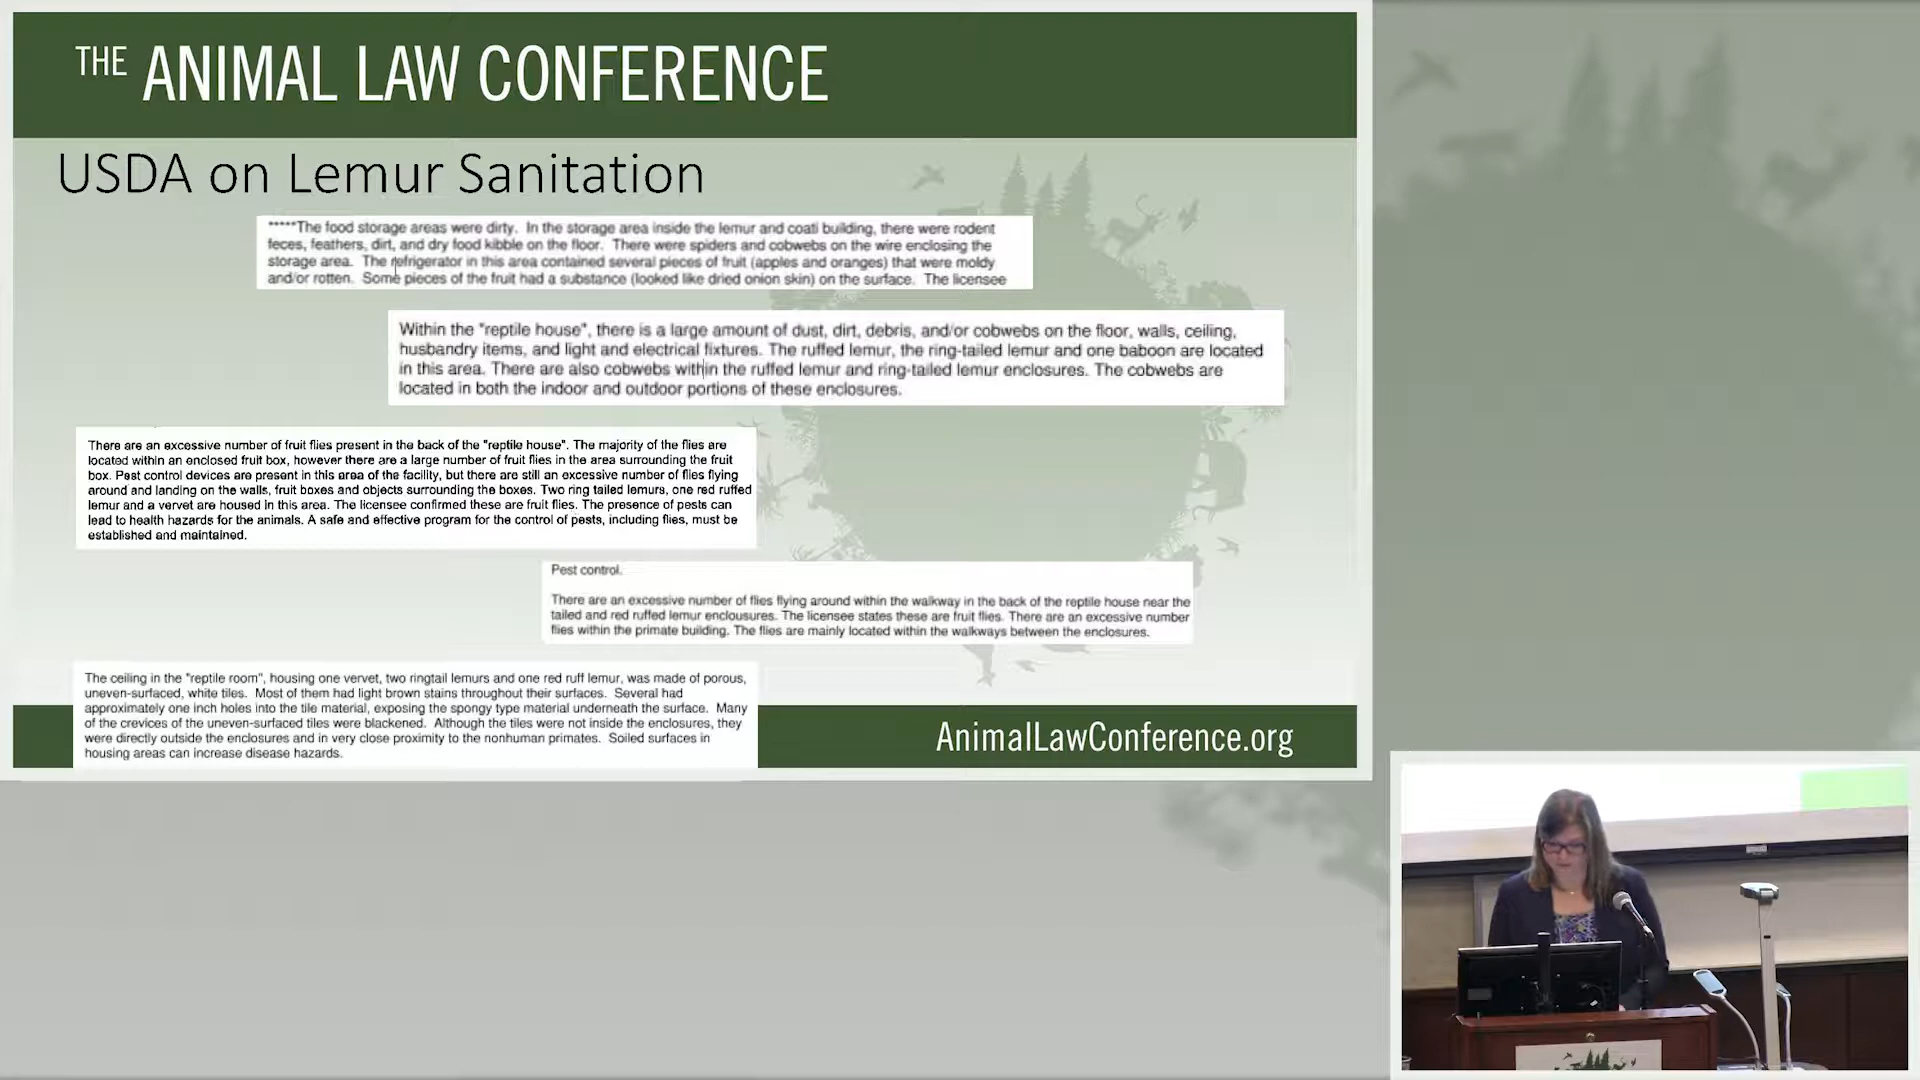 THE ANIMAL LAW CONFERENCE
USDA on Lemur Sanitation
*****The food storage areas were dirty. In the storage area inside the lemur and coati building, there were rodent
feces, feathers, dirt, and dry food kibble on the floor. There were spiders and cobwebs on the wire enclosing the
storage area. The refrigerator in this area contained several pieces of fruit (apples and oranges) that were moldy
and/or rotten. Some pieces of the fruit had a substance (looked like dried onion skin) on the surface. The licensee
Within the "reptile house", there is a large amount of dust, dirt, debris, and/or cobwebs on the floor, walls, ceiling,
husbandry items, and light and electrical fixtures. The ruffed lemur, the ring-tailed lemur and one baboon are located
in this area. There are also cobwebs within the ruffed lemur and ring-tailed lemur enclosures. The cobwebs are
located in both the indoor and outdoor portions of these enclosures.
There are an excessive number of fruit flies present in the back of the "reptile house". The majority of the flies are
located within an enclosed fruit box, however there are a large number of fruit flies in the area surrounding the fruit
box. Pest control devices are present in this area of the facility, but there are still an excessive number of flies flying
around and landing on the walls, fruit boxes and objects surrounding the boxes. Two ring tailed lemurs, one red ruffed
lemur and a vervet are housed in this area. The licensee confirmed these are fruit flies. The presence of pests can
lead to health hazards for the animals. A safe and effective program for the control of pests, including flies, must be
established and maintained.
Pest control.
There are an excessive number of flies flying around within the walkway in the back of the reptile house near the
tailed and red ruffed lemur enclousures. The licensee states these are fruit flies. There are an excessive number
flies within the primate building. The flies are mainly located within the walkways between the enclosures.
The ceiling in the "reptile room", housing one vervet, two ringtail lemurs and one red ruff lemur, was made of porous,
uneven-surfaced, white tiles. Most of them had light brown stains throughout their surfaces. Several had
approximately one inch holes into the tile material, exposing the spongy type material underneath the surface. Many
of the crevices of the uneven-surfaced tiles were blackened. Although the tiles were not inside the enclosures, they
were directly outside the enclosures and in very close proximity to the nonhuman primates. Soiled surfaces in
housing areas can increase disease hazards.
AnimalLawConference.org